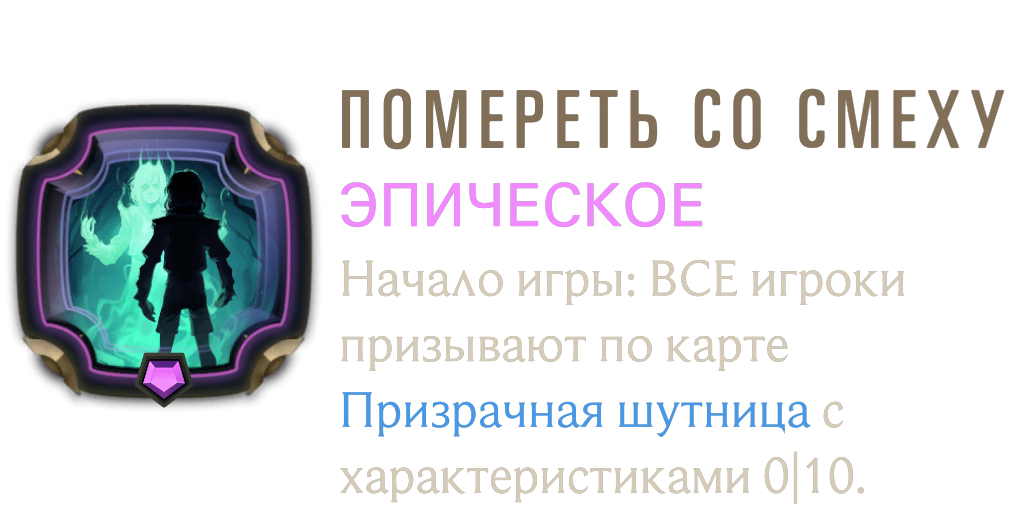 ПОМЕРЕТЬ СО СМЕХУ
ЭПИЧЕСКОЕ
Начало игры: ВСЕ игроки
призывают по карте
Призрачная шутница с
характеристиками 0|10.